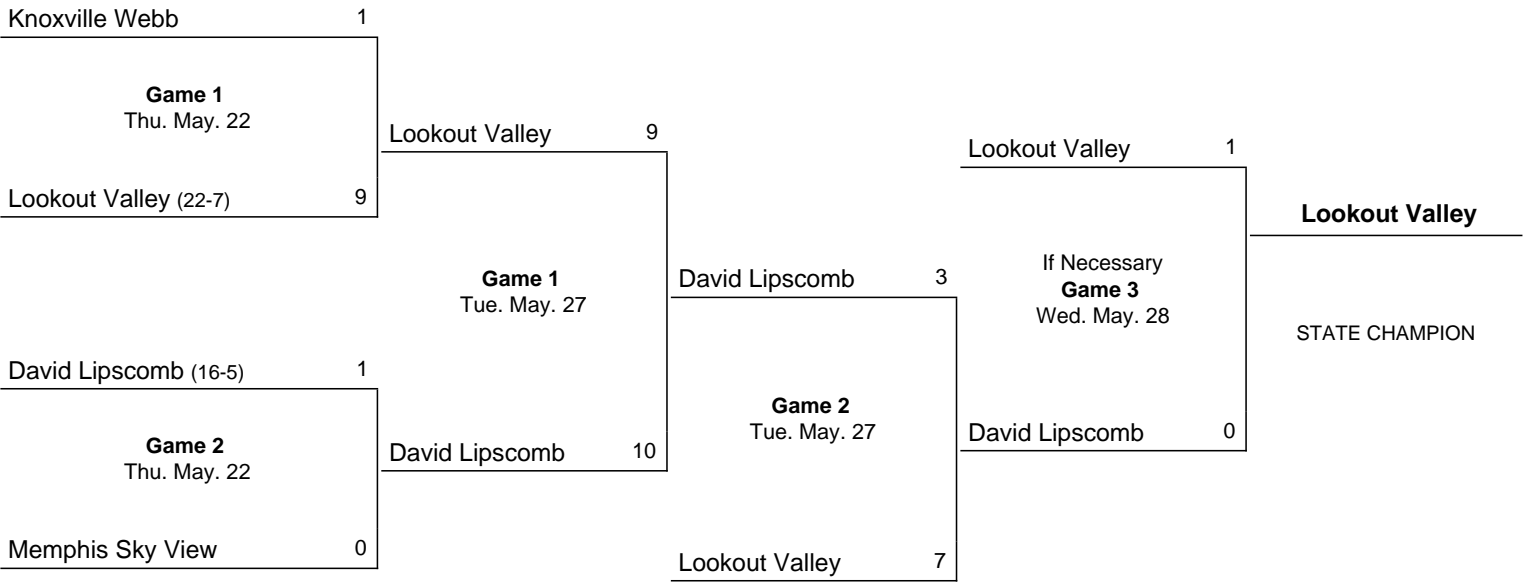 Knoxville Webb 1
Game 1
Thu. May. 22
Lookout Valley (22-7) 9
David Lipscomb (16-5) 1
Game 2
Thu. May. 22
Memphis Sky View 0
Lookout Valley 9
Game 1
Tue. May. 27
David Lipscomb 10
David Lipscomb 3
Game 2
Tue. May. 27
Lookout Valley 7
Lookout Valley 1
If Necessary
Game 3
Wed. May. 28
David Lipscomb 0
Lookout Valley
STATE CHAMPION